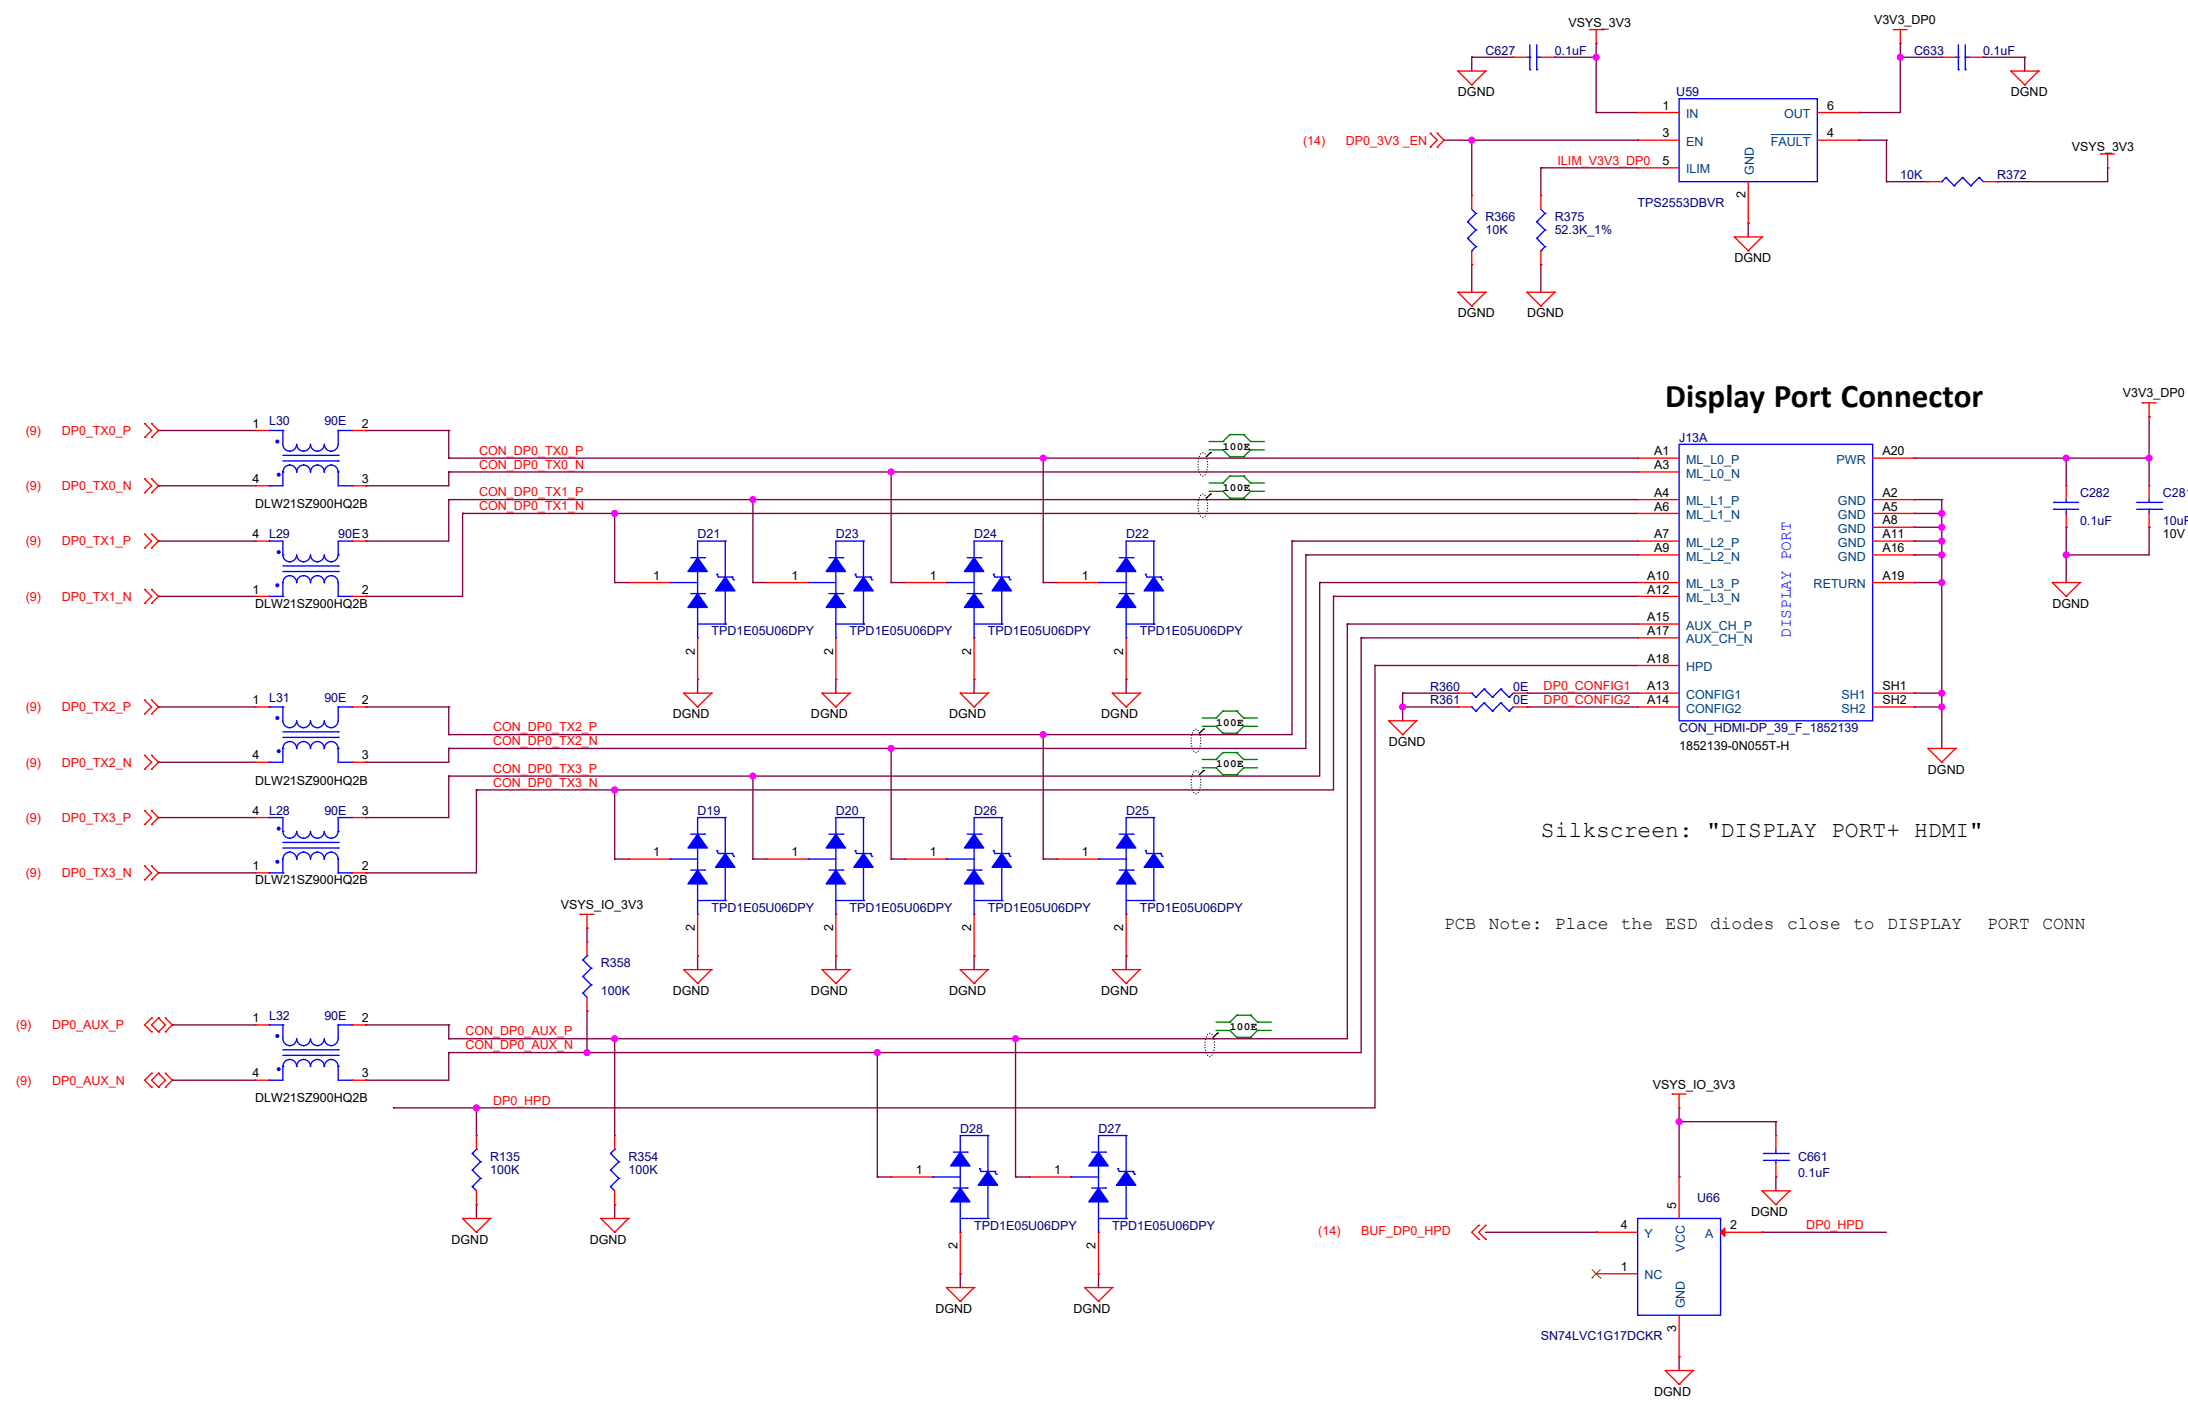 VSYS_3V3
V3V3_DP0
C627
0.1uF
C633
0.1uF
DGND
DGND
U59
1
IN
OUT
6
(14)
DP0_3V3 _EN
3
EN
FAULT
4
VSYS_3V3
ILIM_V3V3_DP0
5
ILIM
GND
10K
R372
2
TPS2553DBVR
R366
10K
R375
52.3K_1%
DGND
DGND
DGND
Display Port Connector
V3V3_DP0
(9)
DP0_TX0_P
1
L30
90E
2
CON_DP0_TX0_P
CON_DP0_TX0_N
100E
(9)
DP0_TX0_N
4
3
DLW21SZ900HQ2B
CON_DP0_TX1_P
CON_DP0_TX1_N
100E
(9)
DP0_TX1_P
4
L29
90E
3
(9)
DP0_TX1_N
1
2
DLW21SZ900HQ2B
D21
D23
D24
D22
1
1
1
1
TPD1E05U06DPY
TPD1E05U06DPY
TPD1E05U06DPY
TPD1E05U06DPY
2
2
2
2
DGND
DGND
DGND
DGND
J13A
A1
ML_L0_P
A3
ML_L0_N
A4
ML_L1_P
A6
ML_L1_N
A7
ML_L2_P
A9
ML_L2_N
A10
ML_L3_P
A12
ML_L3_N
A15
AUX_CH_P
A17
AUX_CH_N
A18
HPD
A13
CONFIG1
A14
CONFIG2
DISPLAY PORT
PWR
A20
GND
A2
GND
A5
GND
A8
GND
A11
GND
A16
RETURN
A19
SH1
SH1
SH2
SH2
C282
0.1uF
10uF
10V
DGND
R360
0E
DP0_CONFIG1
R361
0E
DP0_CONFIG2
DGND
CON_HDMI-DP_39_F_1852139
1852139-0N055T-H
DGND
(9)
DP0_TX2_P
1
L31
90E
2
CON_DP0_TX2_P
CON_DP0_TX2_N
100E
(9)
DP0_TX2_N
4
3
DLW21SZ900HQ2B
CON_DP0_TX3_P
CON_DP0_TX3_N
100E
(9)
DP0_TX3_P
4
L28
90E
3
(9)
DP0_TX3_N
1
2
DLW21SZ900HQ2B
D19
D20
D26
D25
1
1
1
1
TPD1E05U06DPY
TPD1E05U06DPY
TPD1E05U06DPY
TPD1E05U06DPY
2
2
2
2
DGND
DGND
DGND
DGND
Silkscreen: "DISPLAY PORT+ HDMI"
PCB Note: Place the ESD diodes close to DISPLAY  PORT CONN
VSYS_IO_3V3
R358
100K
(9)
DP0_AUX_P
1
L32
90E
2
CON_DP0_AUX_P
CON_DP0_AUX_N
100E
(9)
DP0_AUX_N
4
3
DLW21SZ900HQ2B
DP0_HPD
R135
100K
R354
100K
DGND
DGND
D28
D27
1
1
TPD1E05U06DPY
TPD1E05U06DPY
2
2
DGND
DGND
VSYS_IO_3V3
C661
0.1uF
DGND
U66
5
(14)
BUF_DP0_HPD
4
Y
VCC
A
2
DP0_HPD
1
NC
GND
3
SN74LVC1G17DCKR
DGND